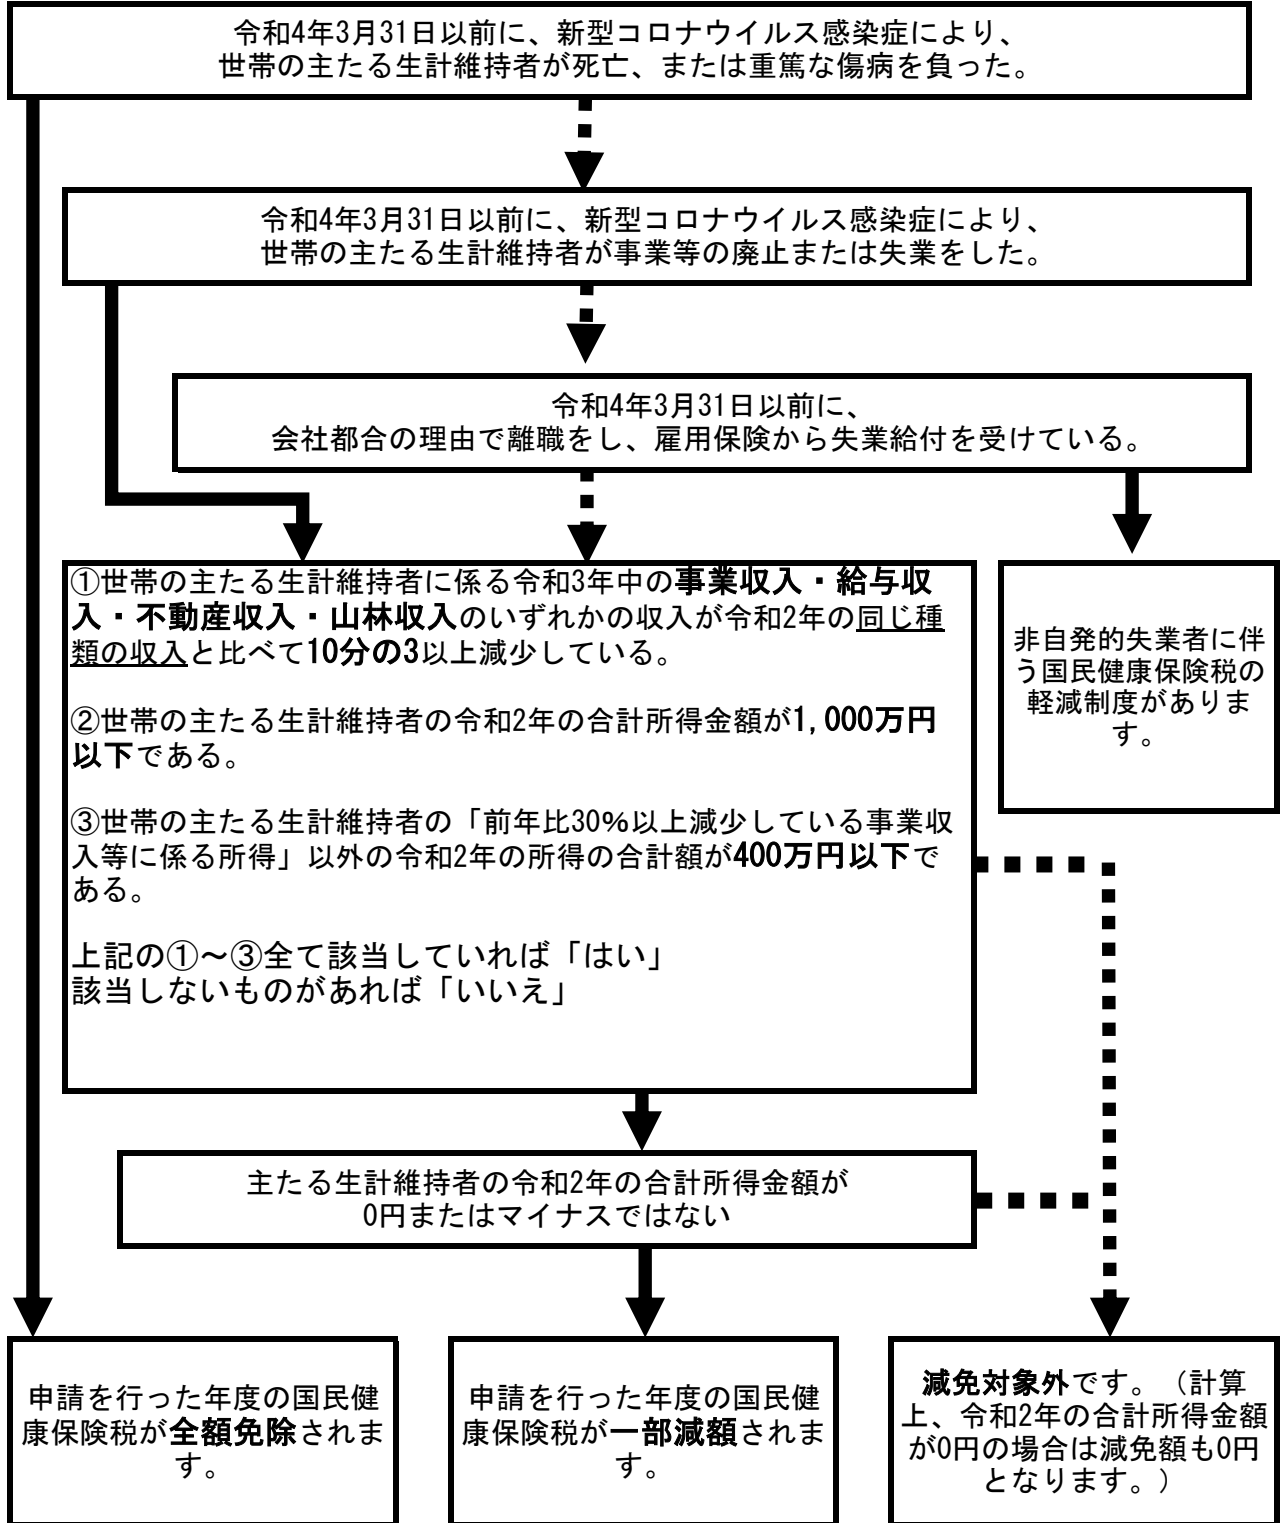 令和4年3月31日以前に、新型コロナウイルス感染症により、
世帯の主たる生計維持者が死亡、または重篤な傷病を負った。
令和4年3月31日以前に、新型コロナウイルス感染症により、
世帯の主たる生計維持者が事業等の廃止または失業をした。
令和4年3月31日以前に、
会社都合の理由で離職をし、雇用保険から失業給付を受けている。
①世帯の主たる生計維持者に係る令和3年中の事業収入・給与収
入・不動産収入・山林収入のいずれかの収入が令和2年の同じ種
類の収入と比べて10分の3以上減少している。
②世帯の主たる生計維持者の令和2年の合計所得金額が1,000万円
以下である。
③世帯の主たる生計維持者の「前年比30%以上減少している事業収
入等に係る所得」以外の令和2年の所得の合計額が400万円以下で
ある。
上記の①～③全て該当していれば「はい」
該当しないものがあれば「いいえ」
非自発的失業者に伴
う国民健康保険税の
軽減制度がありま
す。
主たる生計維持者の令和2年の合計所得金額が
0円またはマイナスではない
申請を行った年度の国民健
康保険税が全額免除されま
す。
申請を行った年度の国民健
康保険税が一部減額されま
す。
減免対象外です。（計算
上、令和2年の合計所得金額
が0円の場合は減免額も0円
となります。）